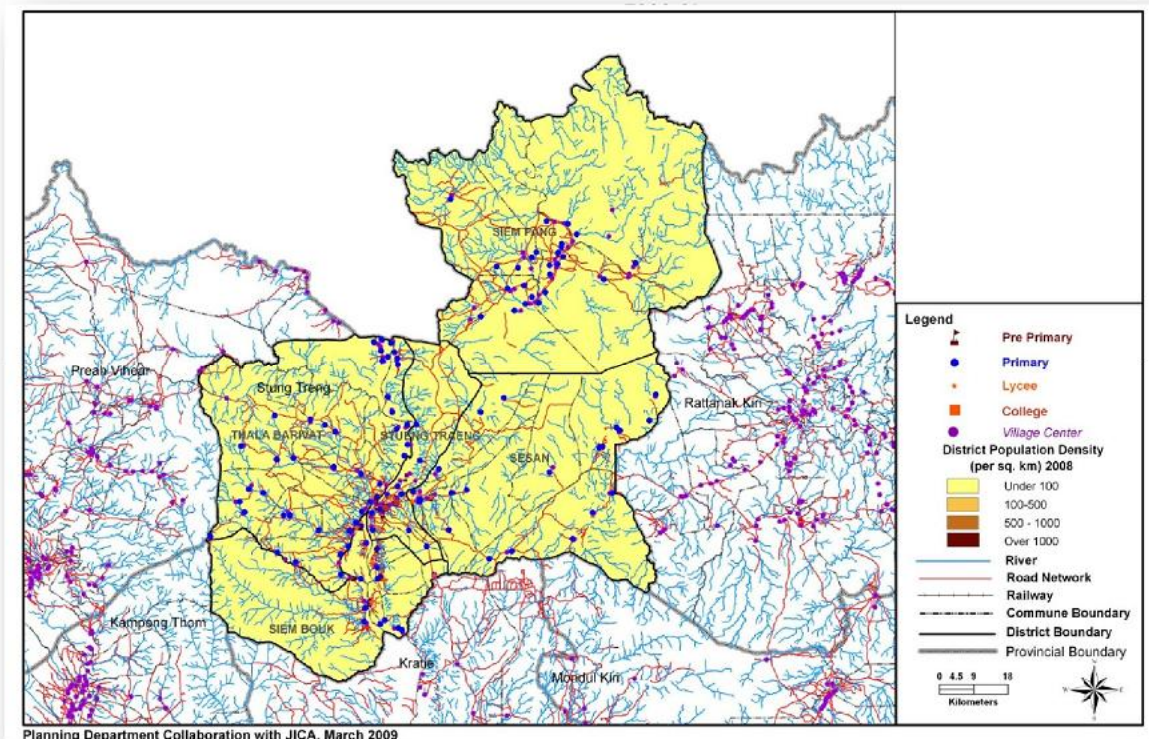 SIEM PANG
Preah Vihear
Stung Treng
Rattanak Kiri
THALA BARIVAT
STUENG TRAENG
SESAN
Kampong Thom
SIEM BOUK
Kratie
Mondul Kiri
Legend
Pre Primary
Primary
Lycee
College
Village Center
District Population Density
(per sq. km) 2008
Under 100
100-500
500 - 1000
Over 1000
River
Road Network
Railway
Commune Boundary
District Boundary
Provincial Boundary
0 4.5 9 18
Kilometers
Planning Department Collaboration with JICA, March 2009